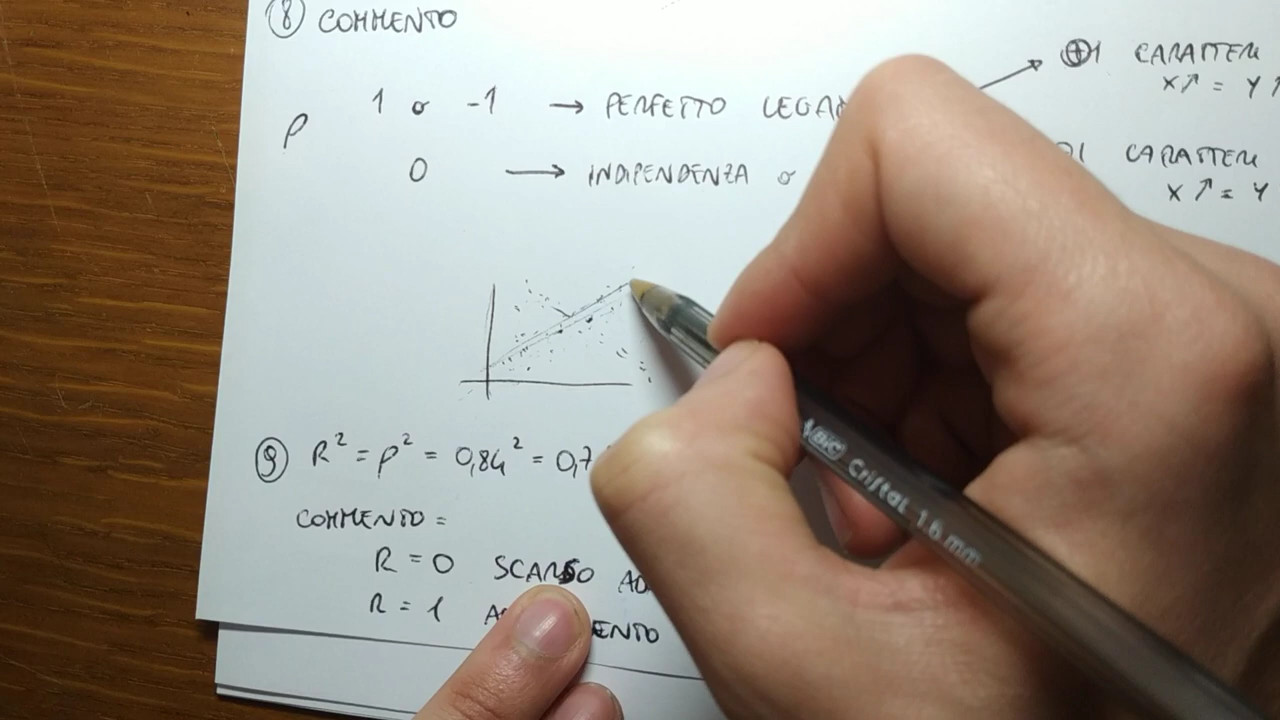 ⑧ COMMENTO
⊕1 CARATTERI
X↗ = Y↑
ρ
1 o -1 → PERFETTO LEGA
CARATTERI
X↗ = Y
0 → INDIPENDENZA o
⑨ R² = ρ² = 0,84² = 0,7
COMMENTO =
R = 0 SCARSO AD
R = 1 A ENTO
BIC Cristal 1.6 mm